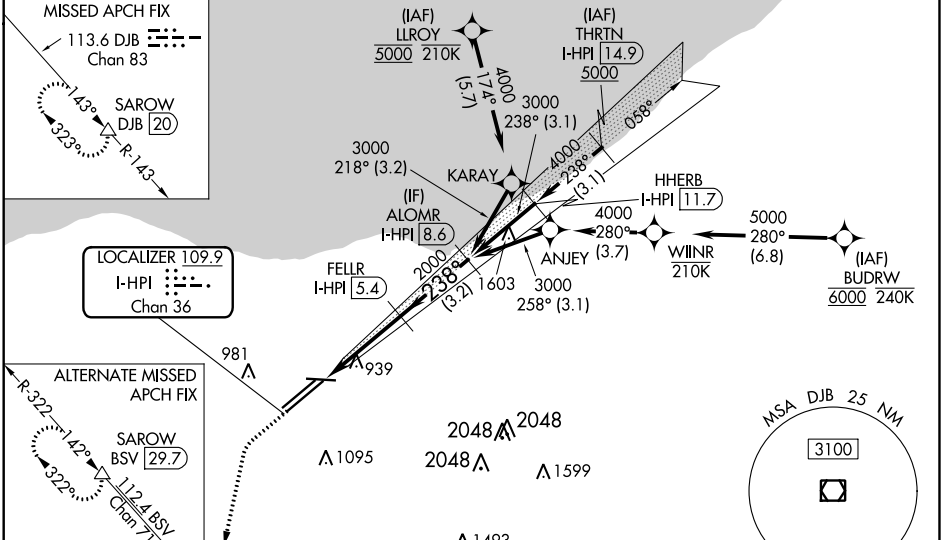 MISSED APCH FIX
113.6 DJB
Chan 83
143°
323°
SAROW
DJB 20
R-143
(IAF)
LLROY
5000 210K
4000
174°
(5.7)
(IAF)
THRTN
I-HPI 14.9
5000
3000
238° (3.1)
058°
4000
238°
(3.1)
3000
218° (3.2)
KARAY
HHERB
I-HPI 11.7
(IF)
ALOMR
I-HPI 8.6
4000
280°
(3.7)
5000
280°
(6.8)
ANJEY
WIINR
210K
(IAF)
BUDRW
6000 240K
LOCALIZER 109.9
I-HPI
Chan 36
FELLR
I-HPI 5.4
2000
238°
(3.2)
1603
3000
258° (3.1)
981
939
ALTERNATE MISSED
APCH FIX
R-322
142°
322°
SAROW
BSV 29.7
112.4 BSV
Chan 71
2048
2048
2048
1095
1599
1493
MSA DJB 25 NM
3100